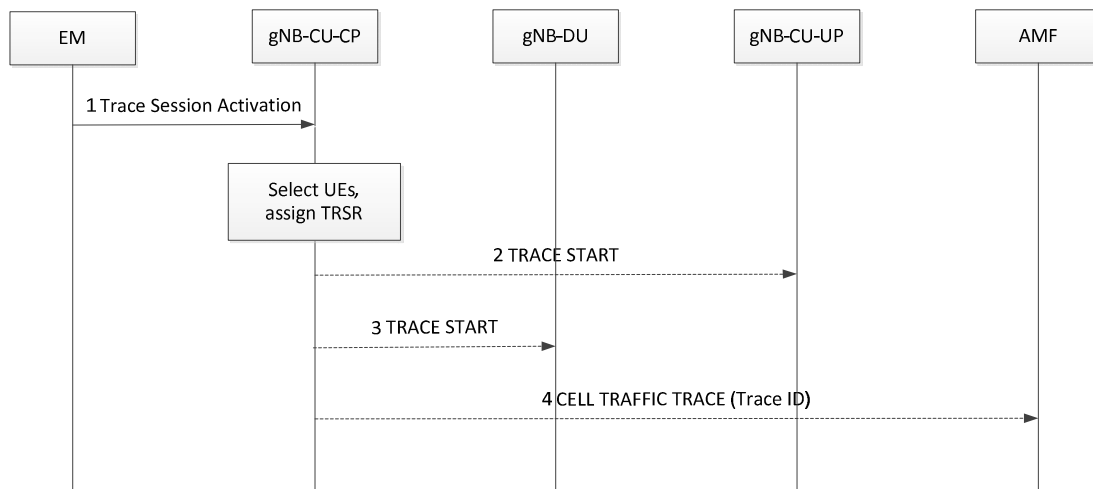 EM
gNB-CU-CP
gNB-DU
gNB-CU-UP
AMF
1 Trace Session Activation
Select UEs,
assign TRSR
2 TRACE START
3 TRACE START
4 CELL TRAFFIC TRACE (Trace ID)